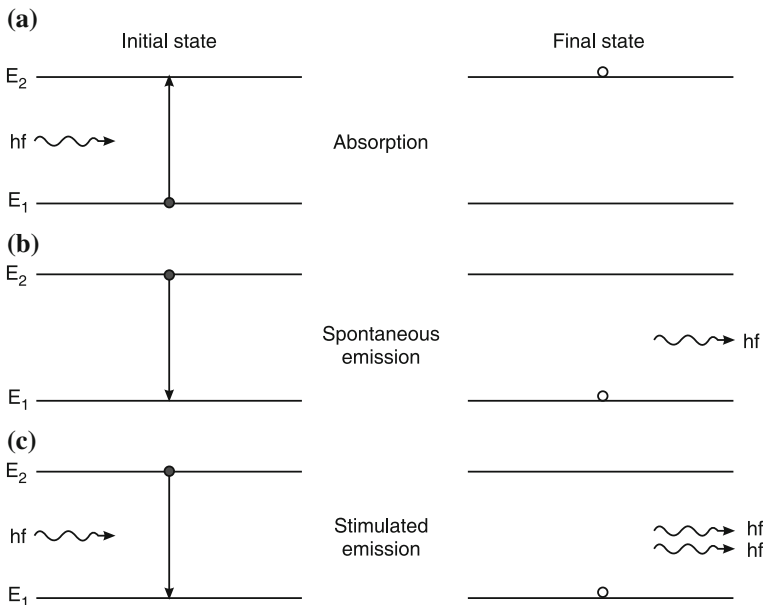 (a)
Initial state
Final state
E2
hf
Absorption
E1
(b)
E2
Spontaneous
emission
hf
E1
(c)
E2
hf
Stimulated
emission
hf
hf
E1